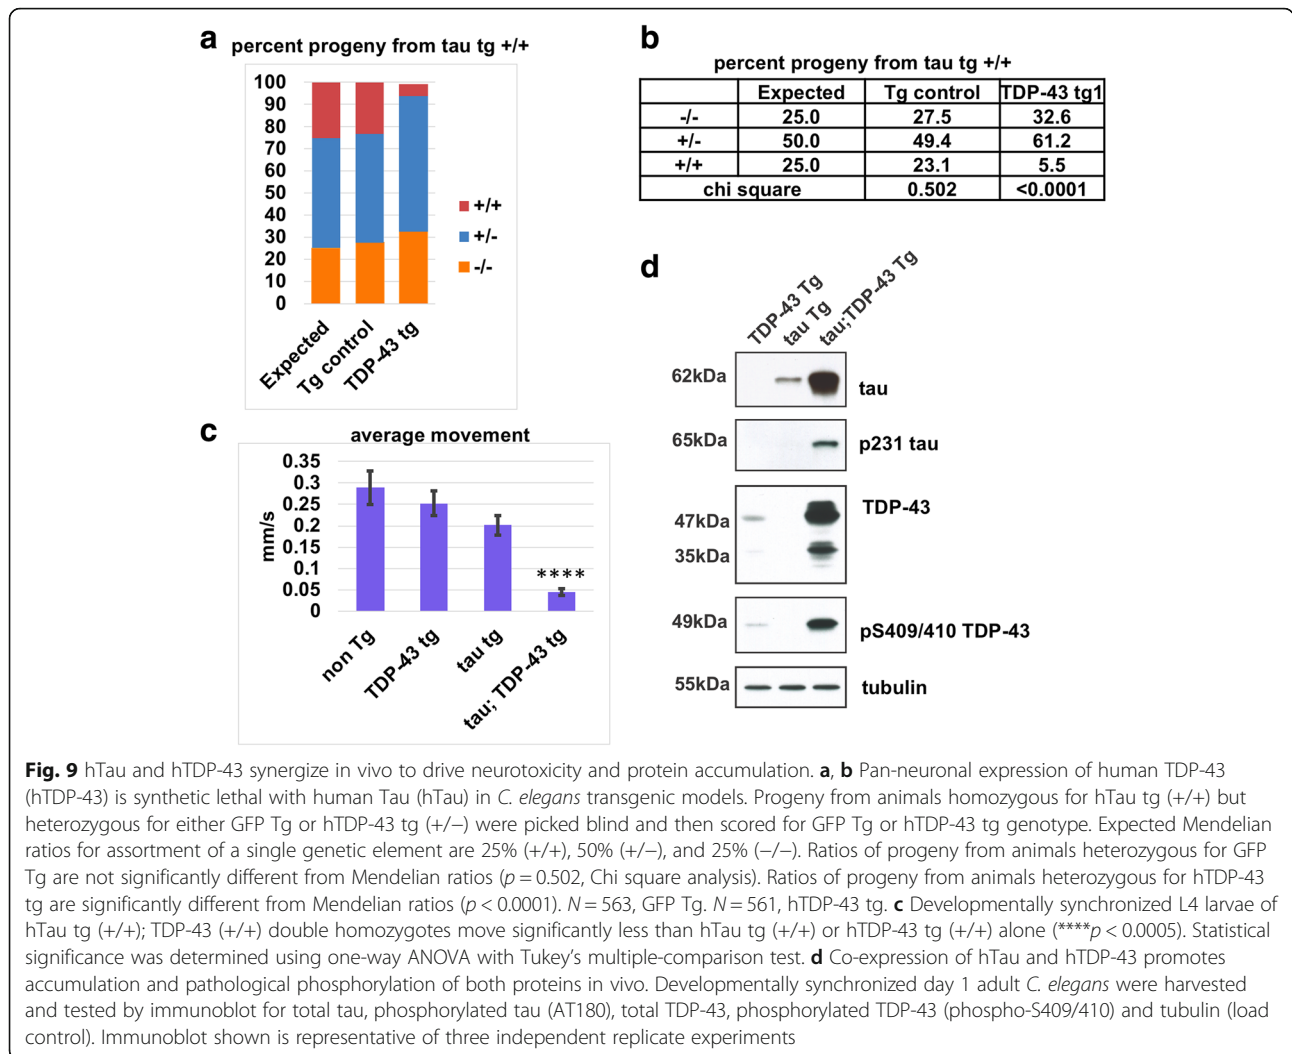 a
percent progeny from tau tg +/+
100
90
80
70
60
50
40
30
20
10
0
+/+
+/-
-/-
Expected
Tg control
TDP-43 tg
b
percent progeny from tau tg +/+
Expected Tg control TDP-43 tg1
-/- 25.0 27.5 32.6
+/- 50.0 49.4 61.2
+/+ 25.0 23.1 5.5
chi square 0.502 <0.0001
c
average movement
mm/s
0.35
0.3
0.25
0.2
0.15
0.1
0.05
0
****
non Tg
TDP-43 tg
tau tg
tau; TDP-43 tg
d
TDP-43 Tg
tau Tg
tau;TDP-43 Tg
62kDa tau
65kDa p231 tau
47kDa TDP-43
35kDa
49kDa pS409/410 TDP-43
55kDa tubulin
Fig. 9 hTau and hTDP-43 synergize in vivo to drive neurotoxicity and protein accumulation. a, b Pan-neuronal expression of human TDP-43
(hTDP-43) is synthetic lethal with human Tau (hTau) in C. elegans transgenic models. Progeny from animals homozygous for hTau tg (+/+) but
heterozygous for either GFP Tg or hTDP-43 tg (+/−) were picked blind and then scored for GFP Tg or hTDP-43 tg genotype. Expected Mendelian
ratios for assortment of a single genetic element are 25% (+/+), 50% (+/−), and 25% (−/−). Ratios of progeny from animals heterozygous for GFP
Tg are not significantly different from Mendelian ratios (p = 0.502, Chi square analysis). Ratios of progeny from animals heterozygous for hTDP-43
tg are significantly different from Mendelian ratios (p < 0.0001). N = 563, GFP Tg. N = 561, hTDP-43 tg. c Developmentally synchronized L4 larvae of
hTau tg (+/+); TDP-43 (+/+) double homozygotes move significantly less than hTau tg (+/+) or hTDP-43 tg (+/+) alone (****p < 0.0005). Statistical
significance was determined using one-way ANOVA with Tukey's multiple-comparison test. d Co-expression of hTau and hTDP-43 promotes
accumulation and pathological phosphorylation of both proteins in vivo. Developmentally synchronized day 1 adult C. elegans were harvested
and tested by immunoblot for total tau, phosphorylated tau (AT180), total TDP-43, phosphorylated TDP-43 (phospho-S409/410) and tubulin (load
control). Immunoblot shown is representative of three independent replicate experiments